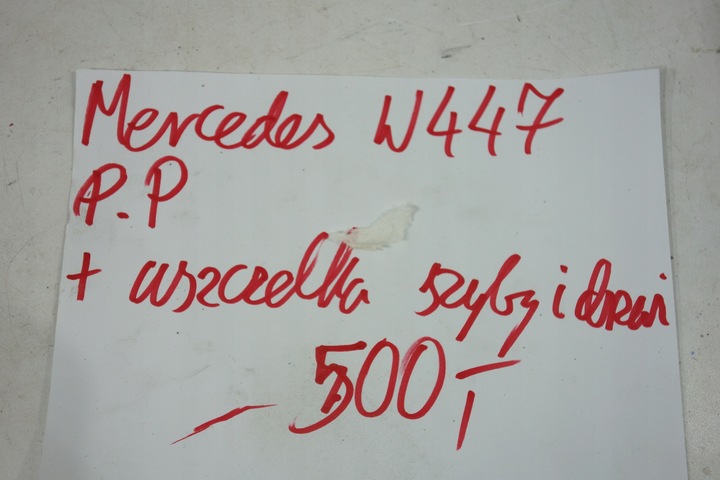 Mercedes W447
P.P
+ uszczelka szyby i drzwi
500